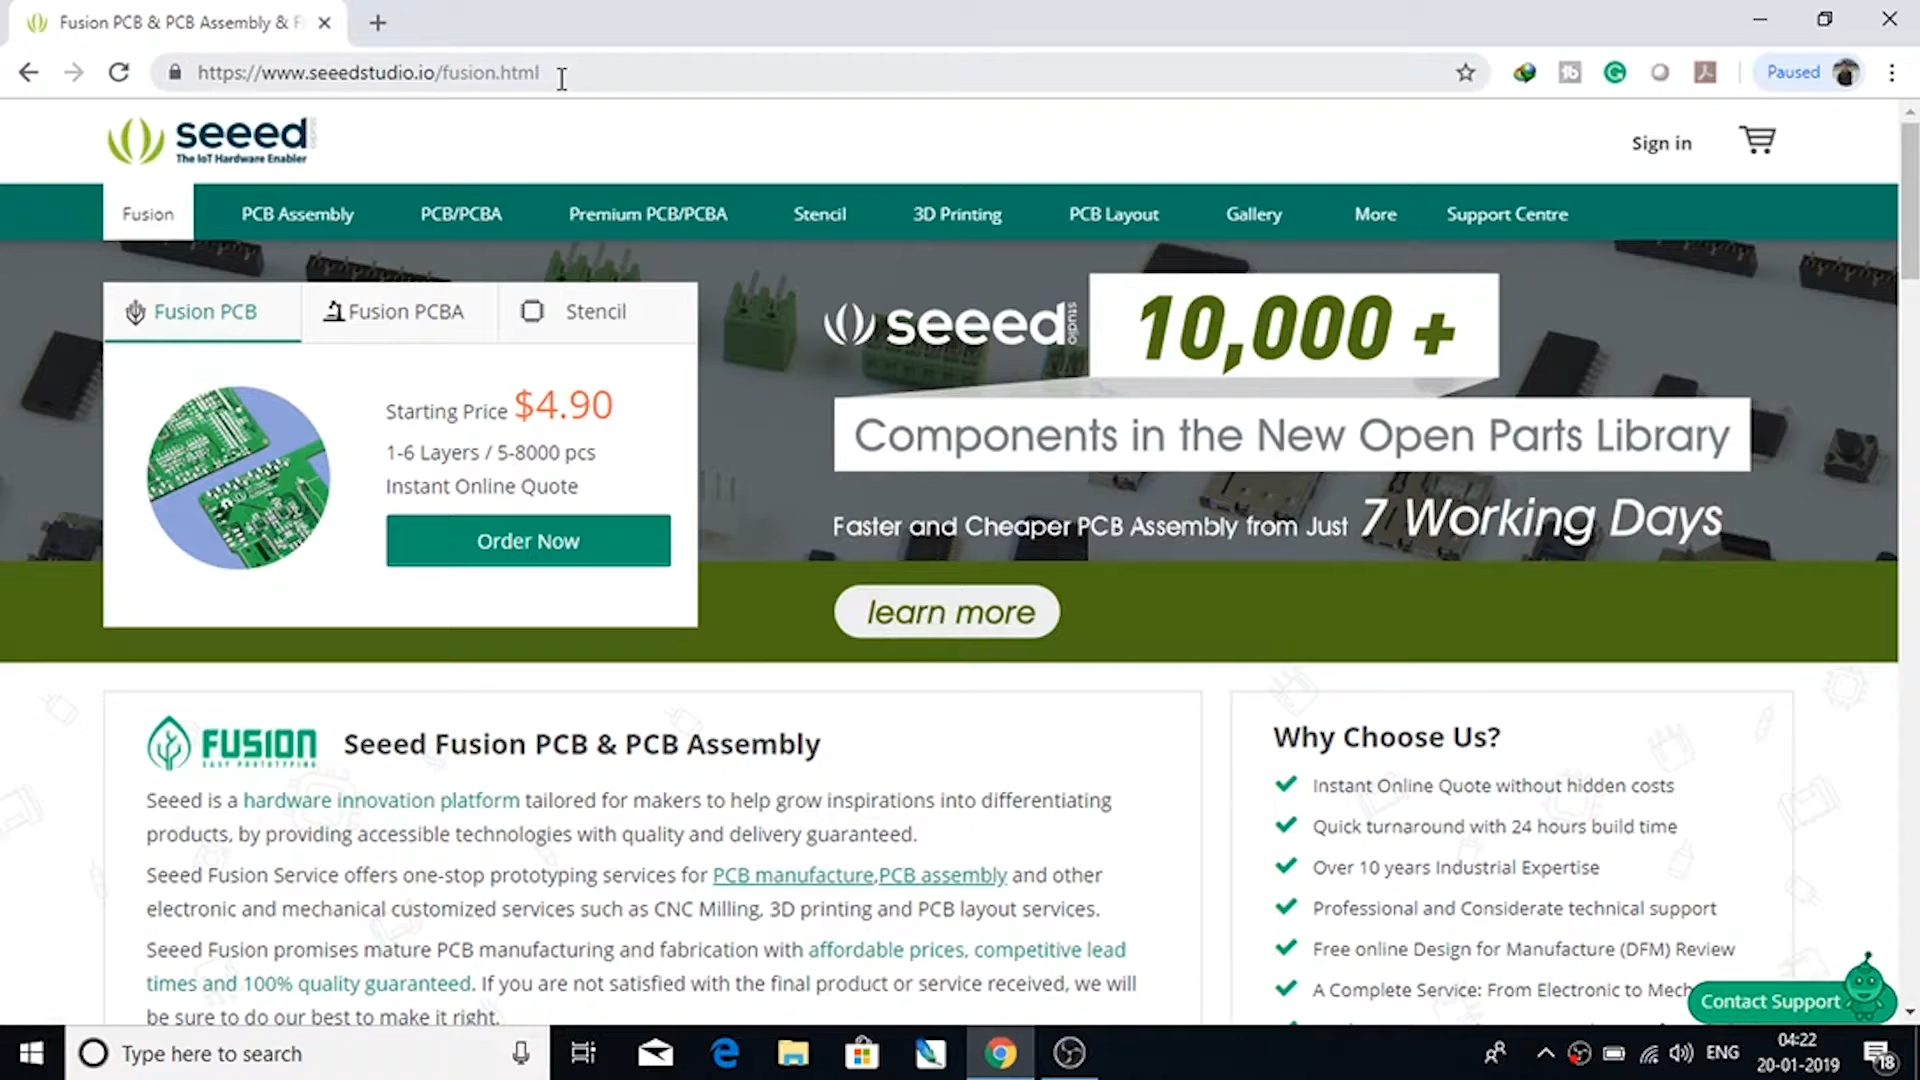 Fusion PCB & PCB Assembly & F
https://www.seeedstudio.io/fusion.html
Paused
seeed studio
The IoT Hardware Enabler
Sign in
Fusion
PCB Assembly
PCB/PCBA
Premium PCB/PCBA
Stencil
3D Printing
PCB Layout
Gallery
More
Support Centre
Fusion PCB
Fusion PCBA
Stencil
Starting Price $4.90
1-6 Layers / 5-8000 pcs
Instant Online Quote
Order Now
seeed studio
10,000 +
Components in the New Open Parts Library
Faster and Cheaper PCB Assembly from Just 7 Working Days
learn more
FUSION
EASY PROTOTYPING
Seeed Fusion PCB & PCB Assembly
Seeed is a hardware innovation platform tailored for makers to help grow inspirations into differentiating
products, by providing accessible technologies with quality and delivery guaranteed.
Seeed Fusion Service offers one-stop prototyping services for PCB manufacture,PCB assembly and other
electronic and mechanical customized services such as CNC Milling, 3D printing and PCB layout services.
Seeed Fusion promises mature PCB manufacturing and fabrication with affordable prices, competitive lead
times and 100% quality guaranteed. If you are not satisfied with the final product or service received, we will
be sure to do our best to make it right.
Why Choose Us?
Instant Online Quote without hidden costs
Quick turnaround with 24 hours build time
Over 10 years Industrial Expertise
Professional and Considerate technical support
Free online Design for Manufacture (DFM) Review
A Complete Service: From Electronic to Mech
Contact Support
Type here to search
ENG
04:22
20-01-2019
18